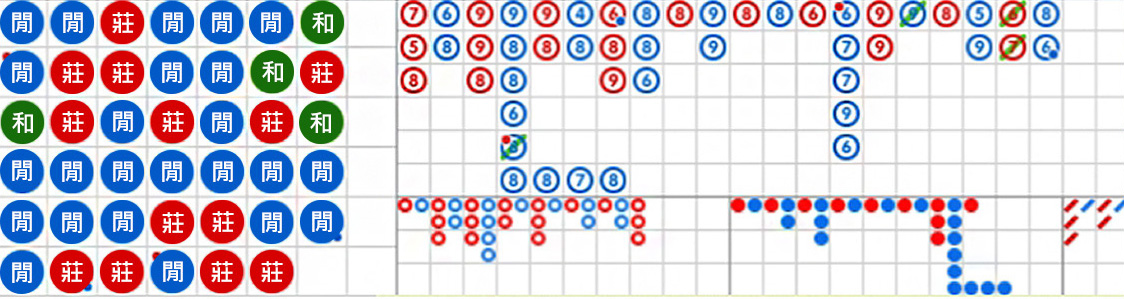 閒 閒 莊 閒 閒 閒 和
閒 莊 莊 閒 閒 和 莊
和 莊 閒 莊 閒 莊 和
閒 閒 閒 閒 閒 閒 閒
閒 閒 閒 莊 莊 閒 閒
閒 莊 莊 閒 莊 莊
7 6 9 9 9 4 6 8 8 9 8 8 6 6 9 8 5 8
5 8 9 8 8 8 8 8 9 7 9 9 7 6
8 8 8 9 6 7
6 9
6
8 8 7 8